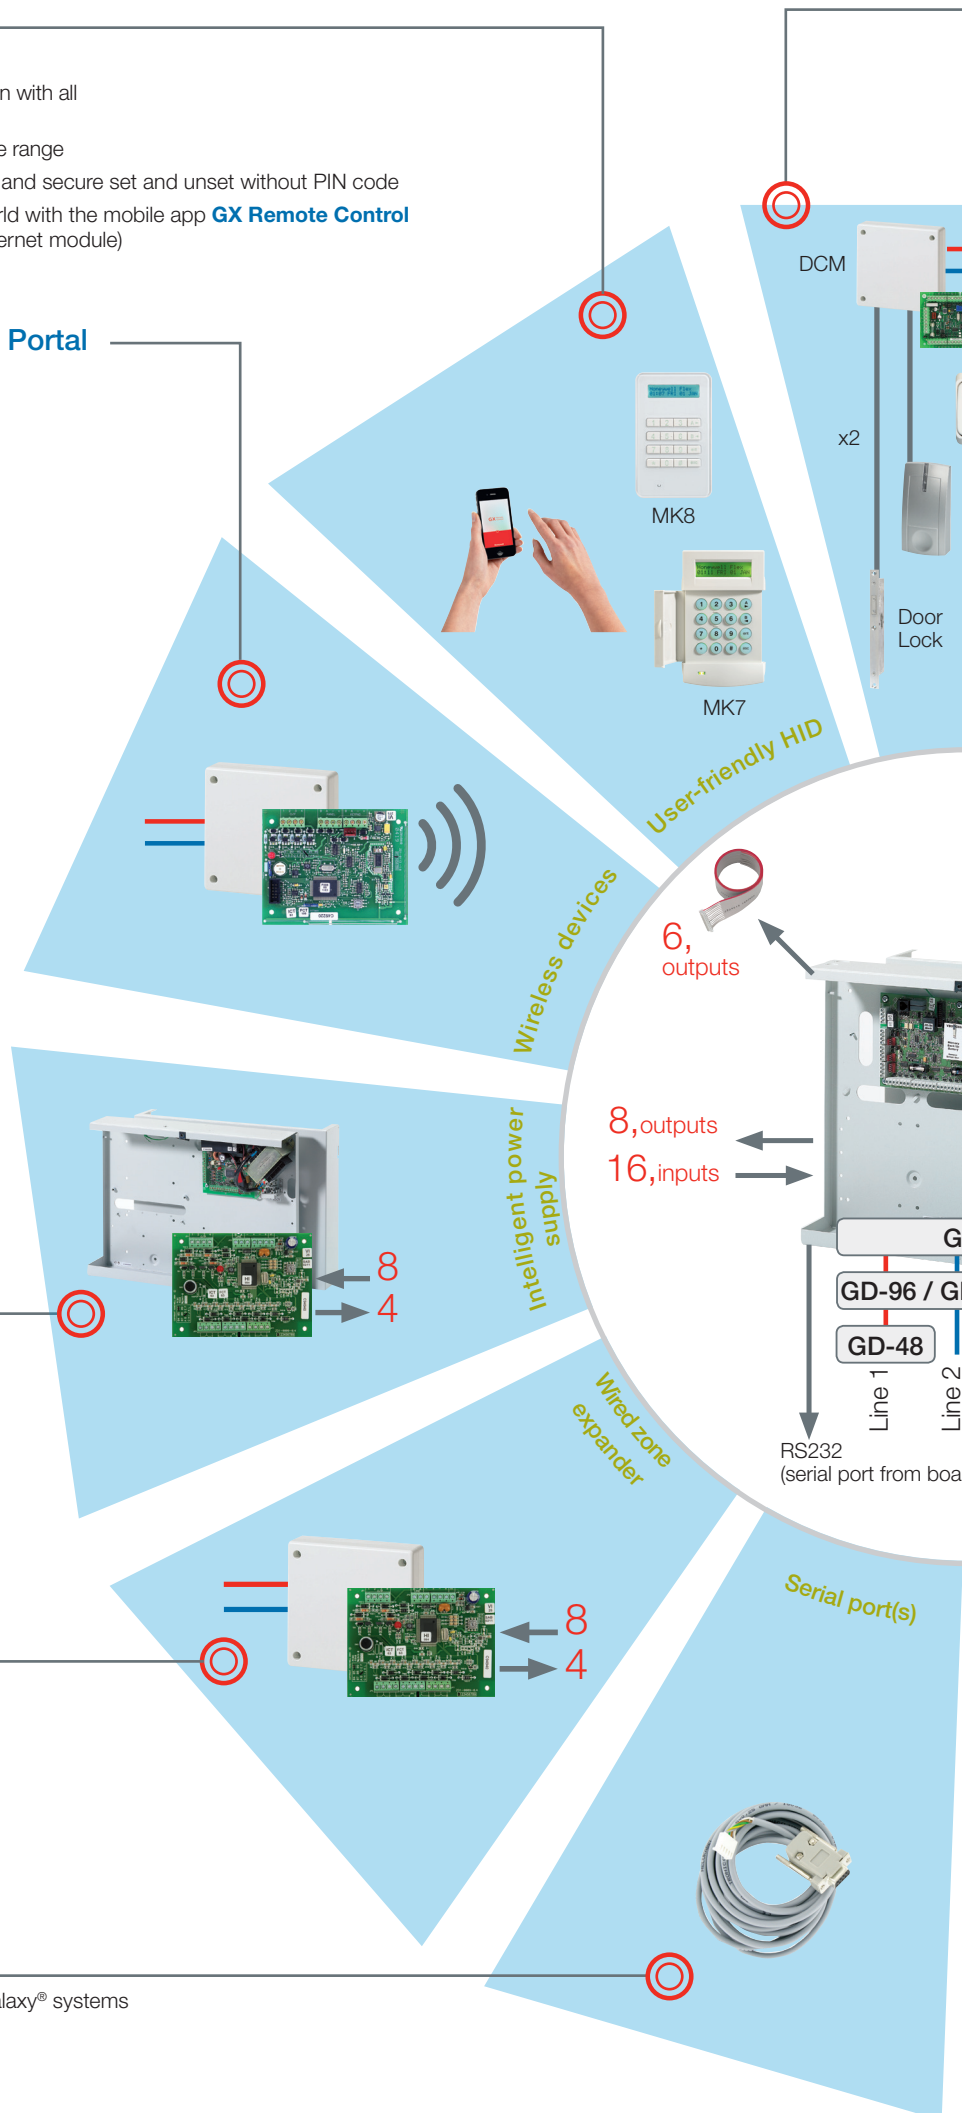 n with all
e range
and secure set and unset without PIN code
rld with the mobile app GX Remote Control
ernet module)
Portal
DCM
x2
MK8
Door
Lock
MK7
User-friendly HID
Wireless devices
6,
outputs
8,outputs
16,inputs
Intelligent power
supply
8
4
G
GD-96 / G
GD-48
Line 1
Line 2
RS232
(serial port from boa
Wired zone
expander
8
4
Serial port(s)
alaxy® systems